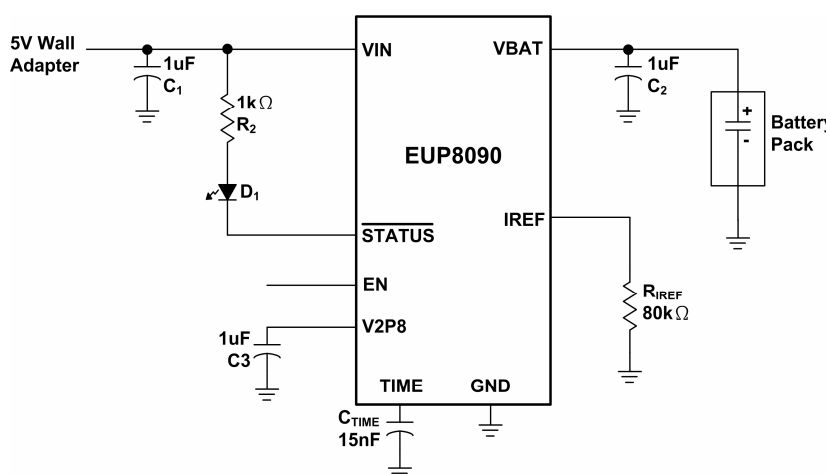 5V Wall
Adapter
1uF
C1
1kΩ
R2
D1
VIN
VBAT
1uF
C2
+
-
Battery
Pack
EUP8090
STATUS
IREF
RIREF
80kΩ
EN
V2P8
1uF
C3
TIME
GND
CTIME
15nF